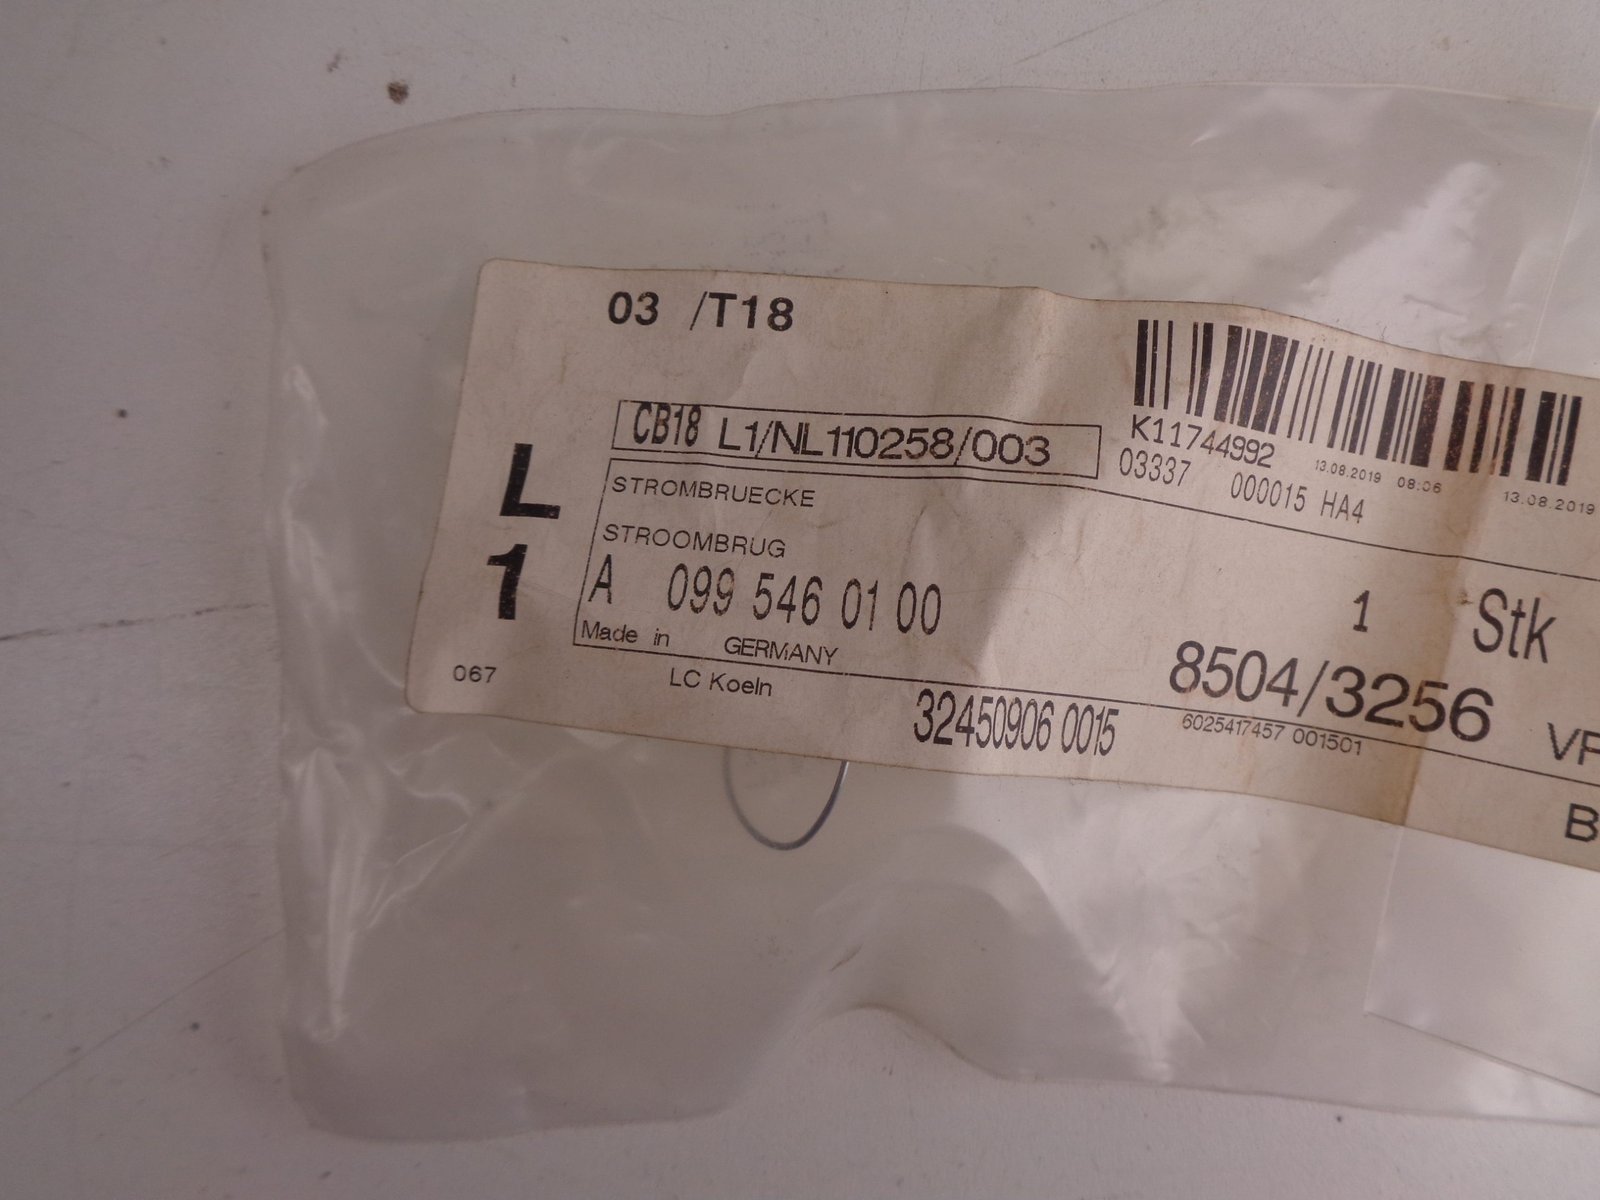 03 /T18
K11744992
13.08.2019 08:06
13.08.2019
CB18 L1/NL110258/003
03337 000015 HA4
L
1
STROMBRUECKE
STROOMBRUG
A 099 546 01 00
1 Stk
Made in GERMANY
8504/3256
067
LC Koeln
32450906 0015
6025417457 001501
VP
B